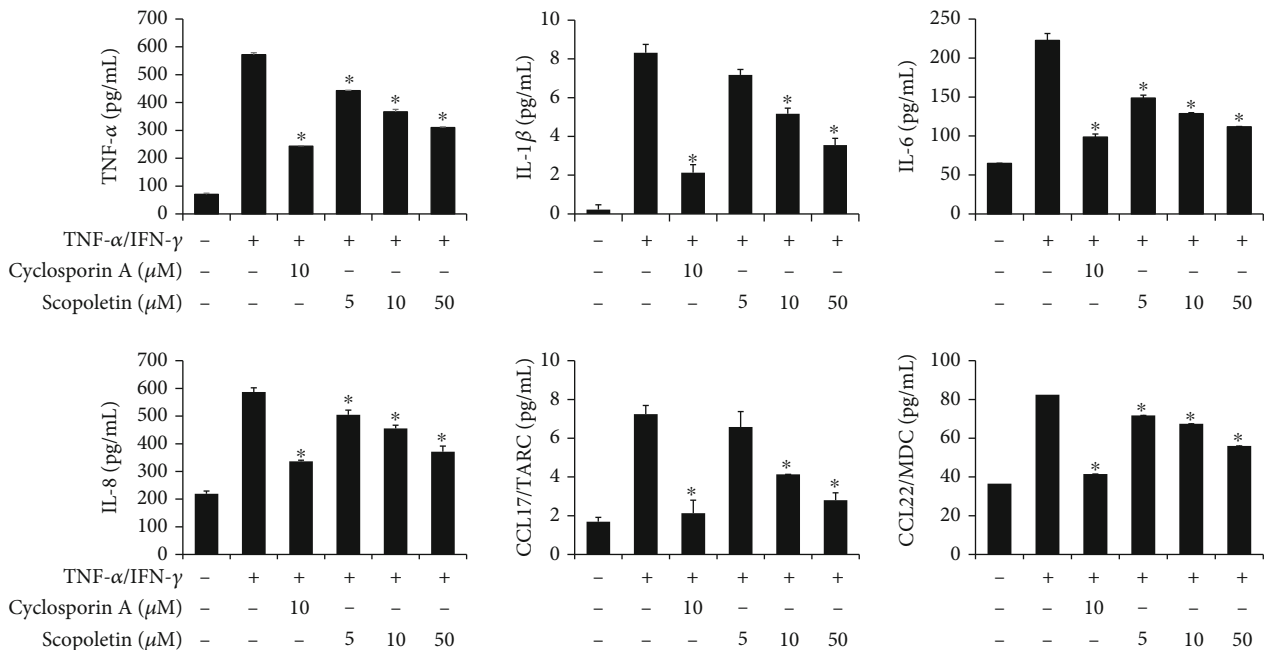 TNF-α (pg/mL)
700
600
500
400
300
200
100
0
* * * *
IL-1β (pg/mL)
10
8
6
4
2
0
* * *
IL-6 (pg/mL)
250
200
150
100
50
0
* * * *
TNF-α/IFN-γ – + + + + + – + + + + + – + + + + +
Cyclosporin A (μM) – – 10 – – – – – 10 – – – – – 10 – – –
Scopoletin (μM) – – – 5 10 50 – – – 5 10 50 – – – 5 10 50
IL-8 (pg/mL)
700
600
500
400
300
200
100
0
* * * *
CCL17/TARC (pg/mL)
10
8
6
4
2
0
* * *
CCL22/MDC (pg/mL)
100
80
60
40
20
0
* * * *
TNF-α/IFN-γ – + + + + + – + + + + + – + + + + +
Cyclosporin A (μM) – – 10 – – – – – 10 – – – – – 10 – – –
Scopoletin (μM) – – – 5 10 50 – – – 5 10 50 – – – 5 10 50